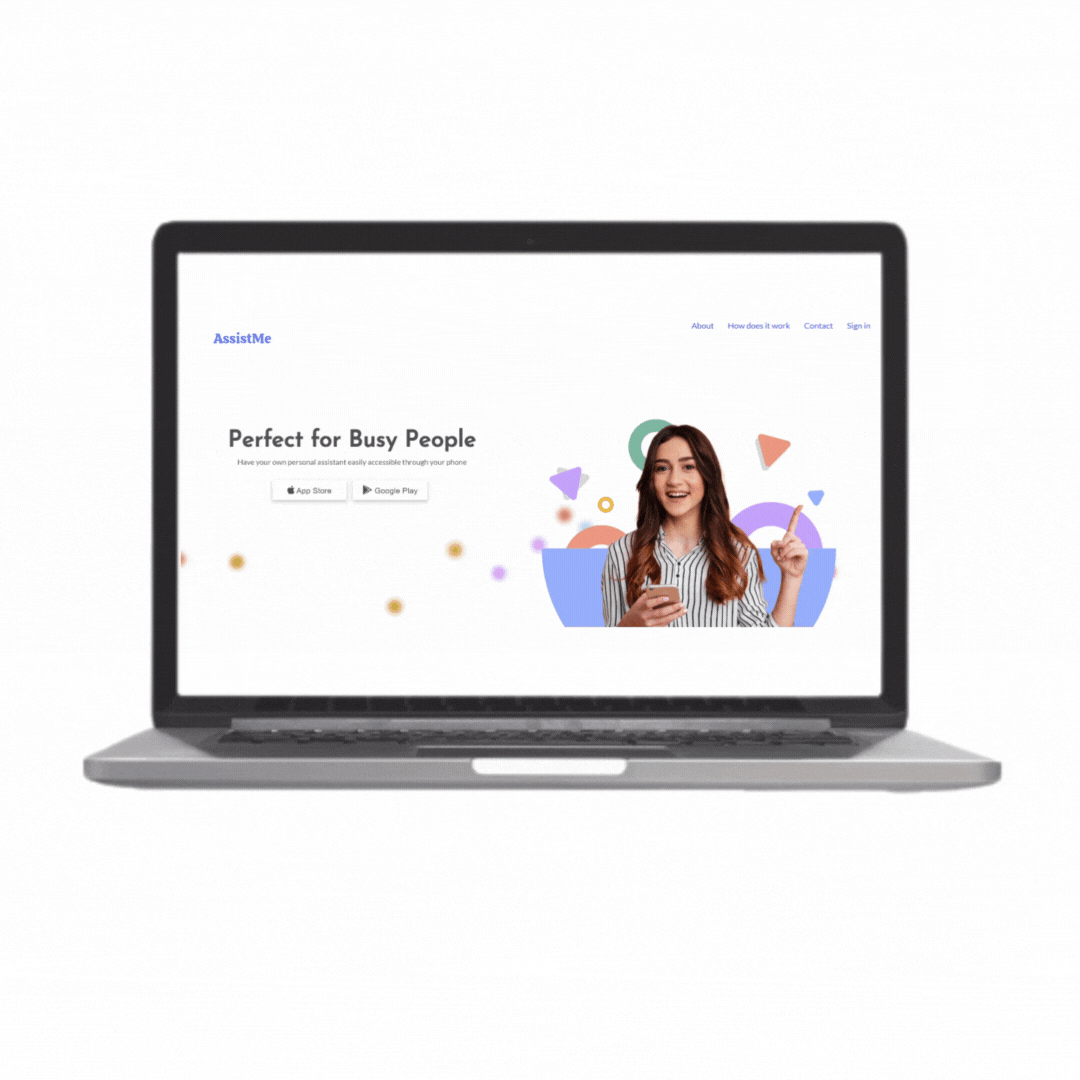 AssistMe
About How does it work Contact Sign in
Perfect for Busy People
Have your own personal assistant easily accessible through your phone
App Store Google Play